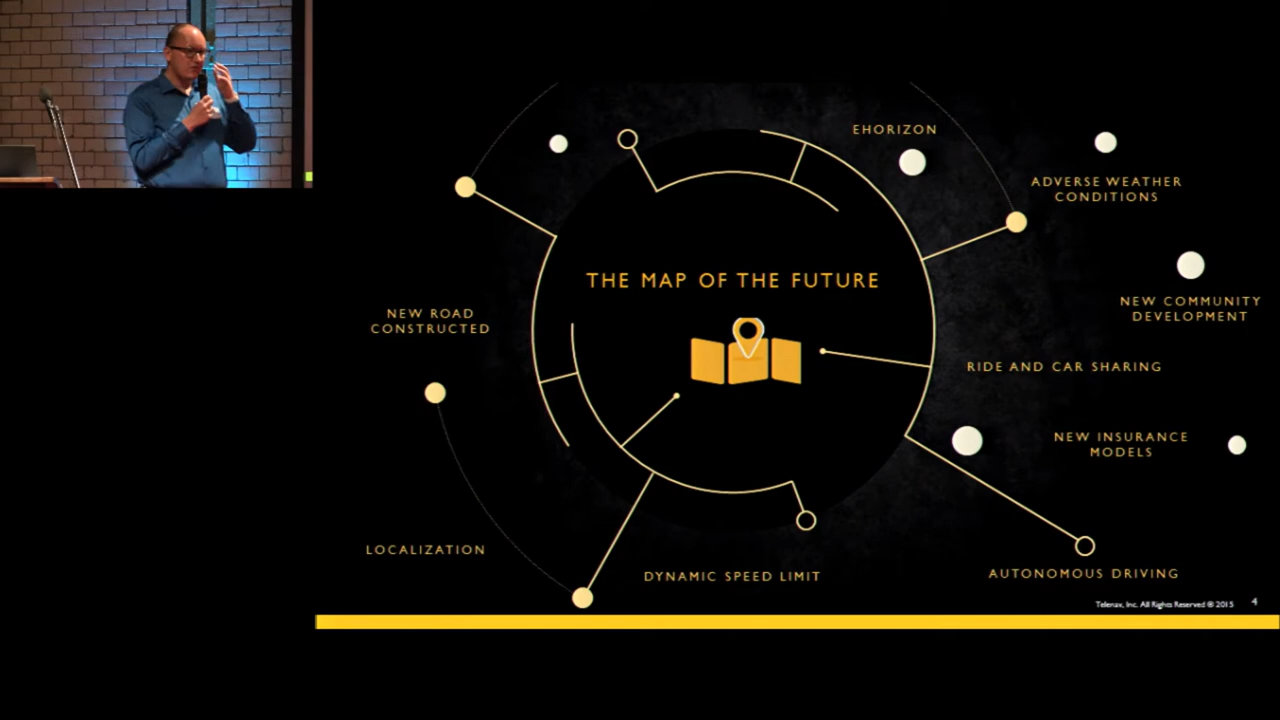 EHORIZON
ADVERSE WEATHER
CONDITIONS
THE MAP OF THE FUTURE
NEW COMMUNITY
DEVELOPMENT
NEW ROAD
CONSTRUCTED
RIDE AND CAR SHARING
NEW INSURANCE
MODELS
LOCALIZATION
DYNAMIC SPEED LIMIT
AUTONOMOUS DRIVING
Telenav, Inc. All Rights Reserved ® 2015 4